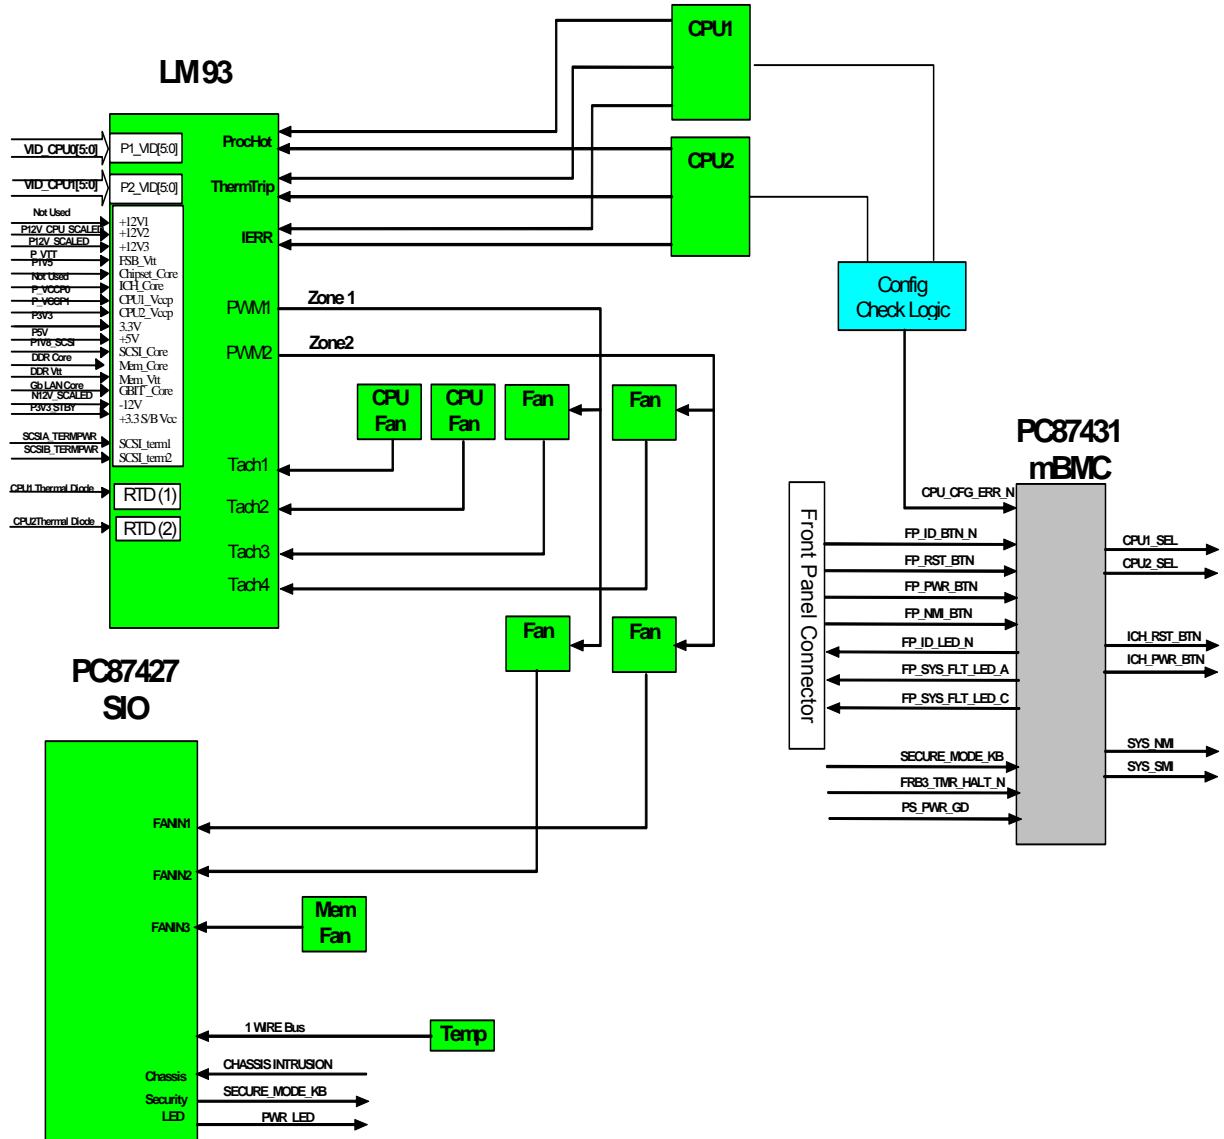 LM93
VID_CPU0[5:0]
P1_VID[5:0]
VID_CPU1[5:0]
P2_VID[5:0]
Not Used
P12V_CPU_SCALED
P12V_SCALED
P_VTT
P1V5
Not Used
P_VCCP0
P_VCCP1
P3V3
P5V
P1V8_SCSI
DDR Core
DDR Vtt
Gb LAN Core
N12V_SCALED
P3V3_STBY
SCSIA_TERMPWR
SCSIB_TERMPWR
CPU1 Thermal Diode
CPU2Thermal Diode
+12V1
+12V2
+12V3
FSB_Vtt
Chipset_Core
ICH_Core
CPU1_Vccp
CPU2_Vccp
3.3V
+5V
SCSI_Core
Mem_Core
Mem_Vtt
GBIT_Core
-12V
+3.3 S/B Vcc
SCSI_term1
SCSI_term2
RTD (1)
RTD (2)
ProcHot
ThermTrip
IERR
PWM1
PWM2
Tach1
Tach2
Tach3
Tach4
Zone 1
Zone2
CPU1
CPU2
Config
Check Logic
CPU
Fan
CPU
Fan
Fan
Fan
Fan
Fan
PC87431
mBMC
CPU_CFG_ERR_N
Front Panel Connector
FP_ID_BTN_N
FP_RST_BTN
FP_PWR_BTN
FP_NMI_BTN
FP_ID_LED_N
FP_SYS_FLT_LED_A
FP_SYS_FLT_LED_C
SECURE_MODE_KB
FRB3_TMR_HALT_N
PS_PWR_GD
CPU1_SEL
CPU2_SEL
ICH_RST_BTN
ICH_PWR_BTN
SYS_NMI
SYS_SMI
PC87427
SIO
FANIN1
FANIN2
FANIN3
Mem
Fan
1 WIRE Bus
Temp
Chassis
CHASSIS INTRUSION
Security
SECURE_MODE_KB
LED
PWR_LED